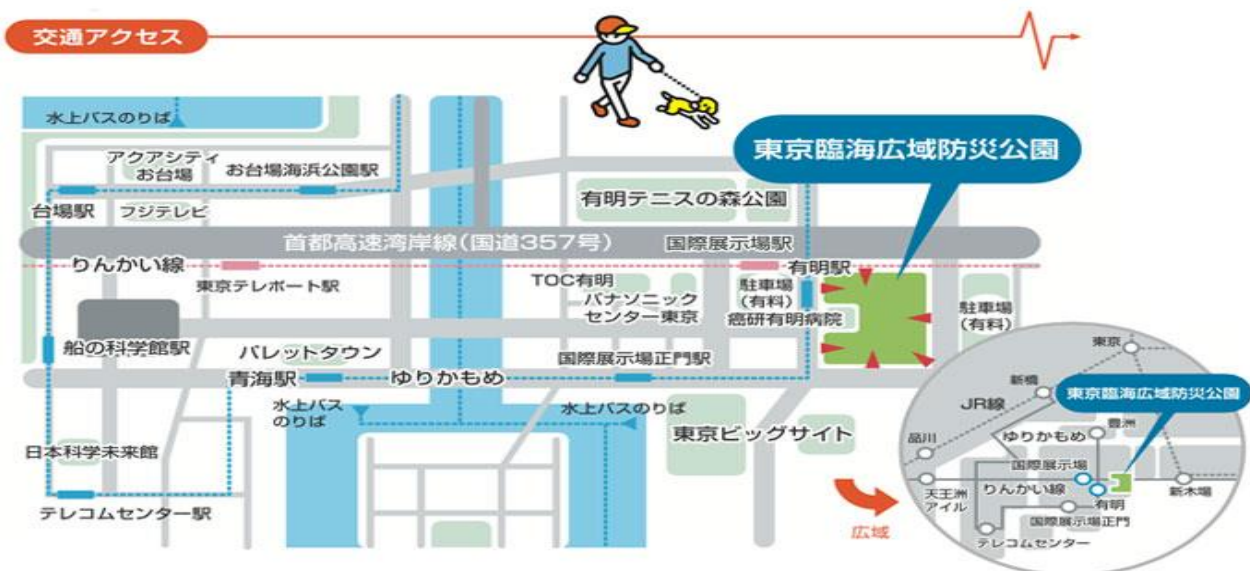 交通アクセス
水上バスのりば
アクアシティ
お台場
お台場海浜公園駅
台場駅
フジテレビ
有明テニスの森公園
東京臨海広域防災公園
首都高速湾岸線(国道357号)
国際展示場駅
りんかい線
東京テレポート駅
TOC有明
有明駅
パナソニック
センター東京
駐車場
(有料)
癌研有明病院
駐車場
(有料)
船の科学館駅
パレットタウン
国際展示場正門駅
青海駅
ゆりかもめ
水上バス
のりば
水上バスのりば
東京ビッグサイト
日本科学未来館
テレコムセンター駅
広域
東京
新橋
JR線
東京臨海広域防災公園
品川
ゆりかもめ
豊洲
国際展示場
天王洲
アイル
りんかい線
有明
新木場
国際展示場正門
テレコムセンター